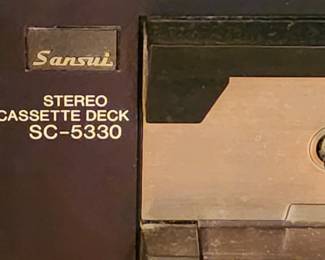 Sansui
STEREO
CASSETTE DECK
SC-5330